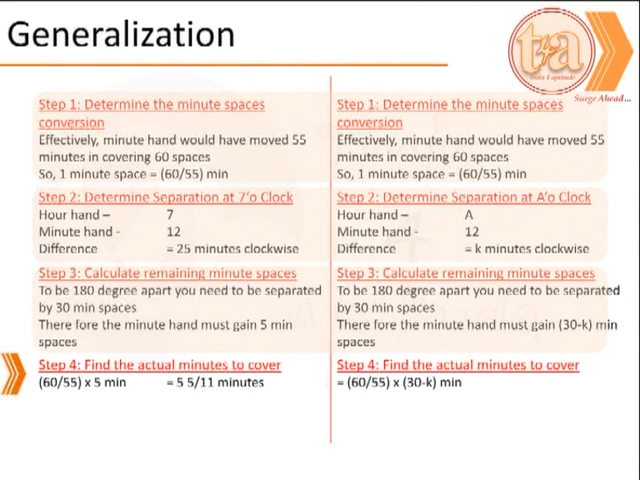 Generalization
t4a
Train 4 aptitude
Surge Ahead...
Step 1: Determine the minute spaces
conversion
Effectively, minute hand would have moved 55
minutes in covering 60 spaces
So, 1 minute space = (60/55) min
Step 2: Determine Separation at 7'o Clock
Hour hand – 7
Minute hand - 12
Difference = 25 minutes clockwise
Step 3: Calculate remaining minute spaces
To be 180 degree apart you need to be separated
by 30 min spaces
There fore the minute hand must gain 5 min
spaces
Step 4: Find the actual minutes to cover
(60/55) x 5 min = 5 5/11 minutes
Step 1: Determine the minute spaces
conversion
Effectively, minute hand would have moved 55
minutes in covering 60 spaces
So, 1 minute space = (60/55) min
Step 2: Determine Separation at A'o Clock
Hour hand – A
Minute hand - 12
Difference = k minutes clockwise
Step 3: Calculate remaining minute spaces
To be 180 degree apart you need to be separated
by 30 min spaces
There fore the minute hand must gain (30-k) min
spaces
Step 4: Find the actual minutes to cover
= (60/55) x (30-k) min